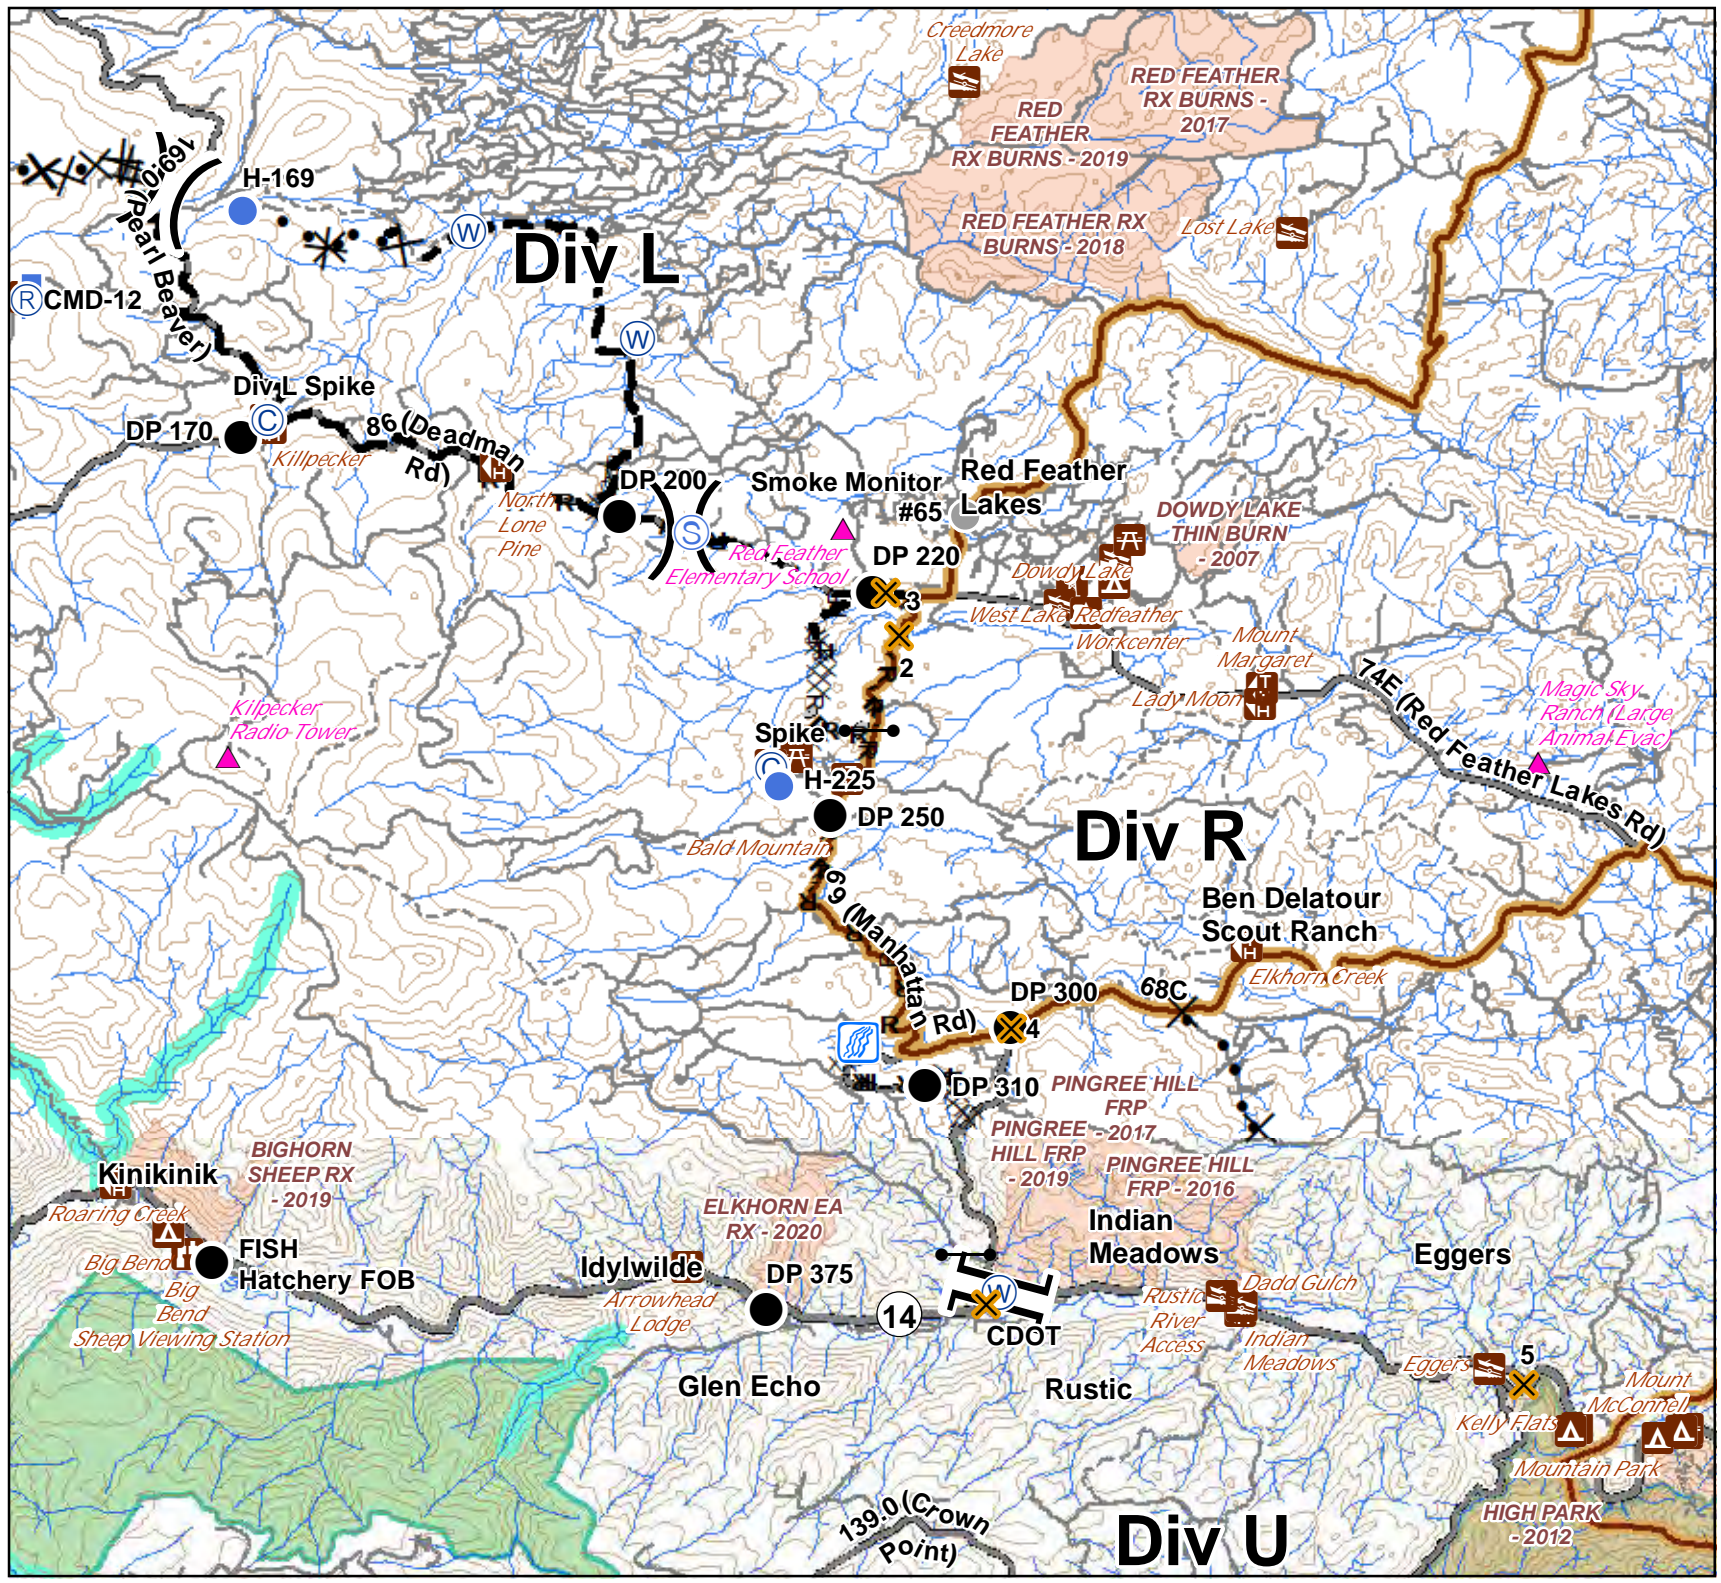 Creedmore
Lake
RED FEATHER
RX BURNS -
2017
RED
FEATHER
RX BURNS - 2019
169.0
(Pearl Beaver)
H-169
W
Div L
RED FEATHER RX
BURNS - 2018
Lost Lake
R
CMD-12
W
Div L Spike
C
DP 170
86 (Deadman
Rd)
Killpecker
H
North
Lone
Pine
R
DP 200
S
Smoke Monitor
#65
Red Feather
Lakes
DOWDY LAKE
THIN BURN
- 2007
Red Feather
Elementary School
DP 220
3
Dowdy Lake
West Lake
Redfeather
Workcenter
2
R
Mount
Margaret
T
H
Lady Moon
74E (Red Feather Lakes Rd)
Magic Sky
Ranch (Large
Animal Evac)
Kilpecker
Radio Tower
R
R
R
Spike
C
H-225
DP 250
Bald Mountain
Div R
R
69 (Manhattan
Rd)
Ben Delatour
Scout Ranch
H
Elkhorn Creek
DP 300
68C
4
R
DP 310
PINGREE HILL
FRP
- 2017
PINGREE
HILL FRP
- 2019
PINGREE HILL
FRP - 2016
BIGHORN
SHEEP RX
- 2019
Kinikinik
H
Roaring Creek
ELKHORN EA
RX - 2020
Indian
Meadows
Eggers
FISH
Hatchery FOB
Big Bend
Big
Bend
Sheep Viewing Station
Idylwilde
Arrowhead
Lodge
DP 375
14
W
CDOT
Rustic
River
Access
Dadd Gulch
Indian
Meadows
Eggers
5
Mount
McConnell
Kelly Flats
Glen Echo
Rustic
Mountain Park
HIGH PARK
- 2012
139.0 (Crown
Point)
Div U